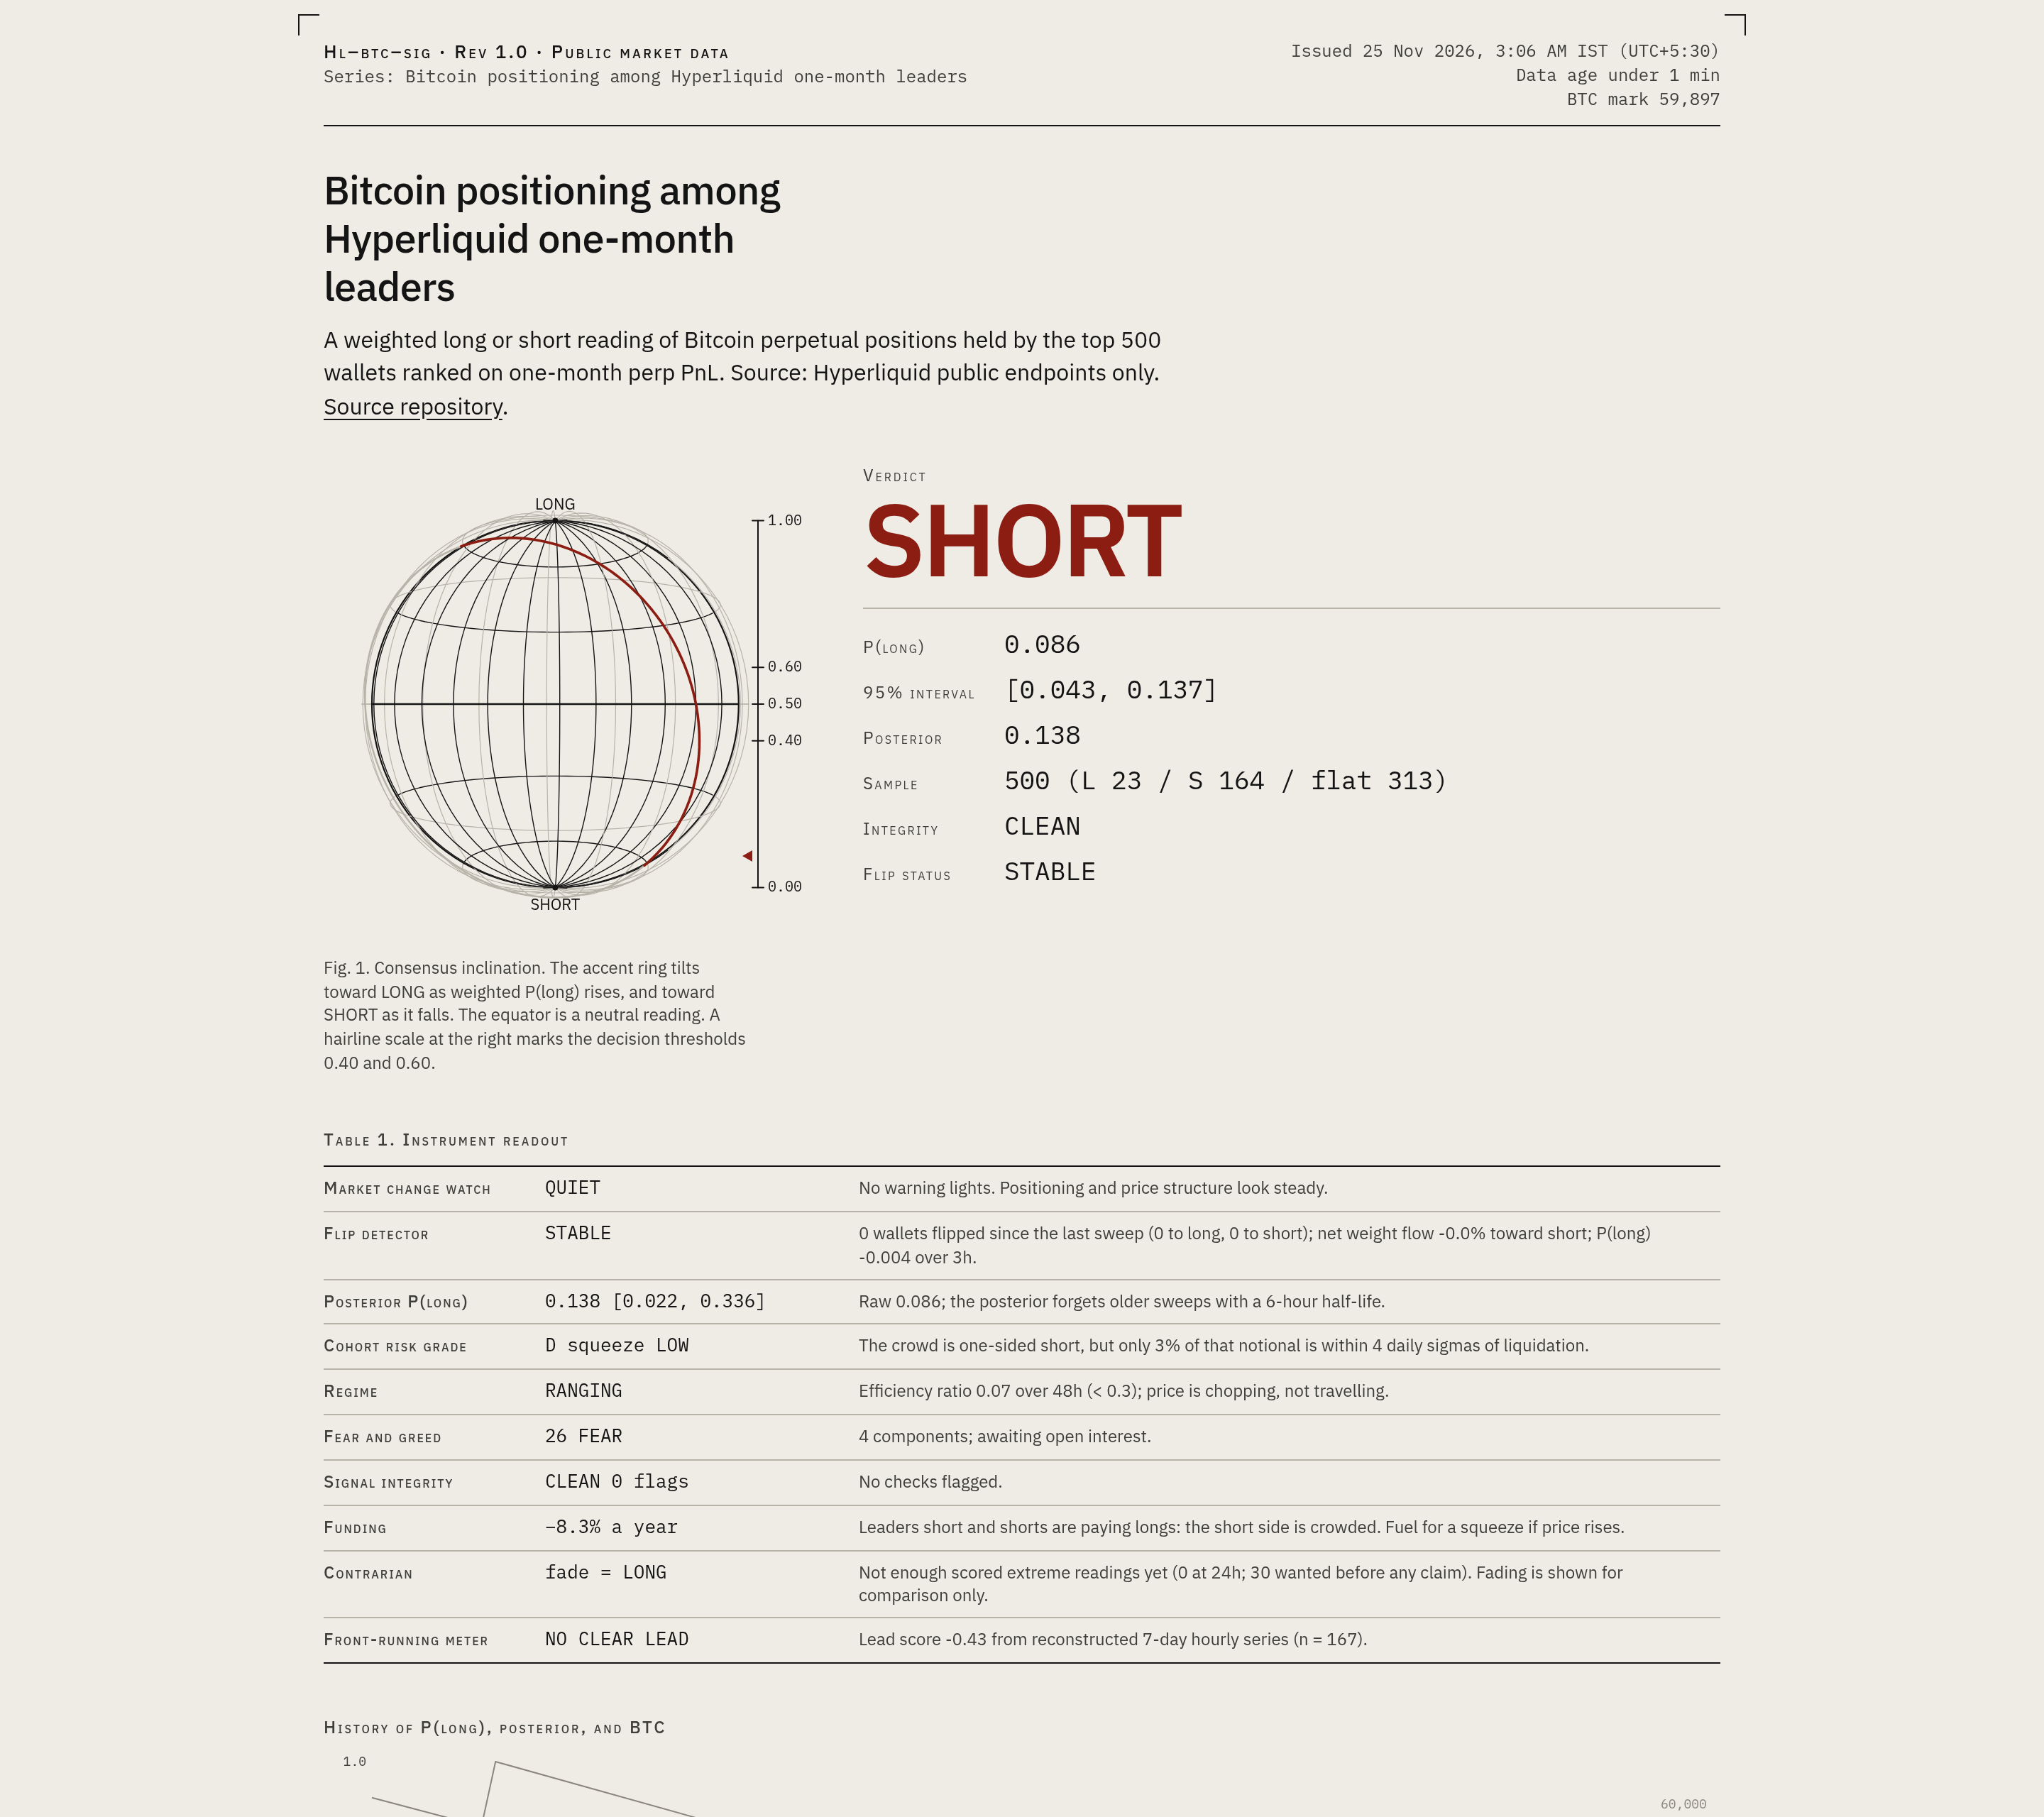 HL–BTC–SIG · REV 1.0 · PUBLIC MARKET DATA
Series: Bitcoin positioning among Hyperliquid one-month leaders
Issued 25 Nov 2026, 3:06 AM IST (UTC+5:30)
Data age under 1 min
BTC mark 59,897
Bitcoin positioning among
Hyperliquid one-month
leaders
A weighted long or short reading of Bitcoin perpetual positions held by the top 500
wallets ranked on one-month perp PnL. Source: Hyperliquid public endpoints only.
Source repository.
LONG
1.00
0.60
0.50
0.40
0.00
SHORT
Fig. 1. Consensus inclination. The accent ring tilts
toward LONG as weighted P(long) rises, and toward
SHORT as it falls. The equator is a neutral reading. A
hairline scale at the right marks the decision thresholds
0.40 and 0.60.
VERDICT
SHORT
P(LONG) 0.086
95% INTERVAL [0.043, 0.137]
POSTERIOR 0.138
SAMPLE 500 (L 23 / S 164 / flat 313)
INTEGRITY CLEAN
FLIP STATUS STABLE
TABLE 1. INSTRUMENT READOUT
MARKET CHANGE WATCH QUIET No warning lights. Positioning and price structure look steady.
FLIP DETECTOR STABLE 0 wallets flipped since the last sweep (0 to long, 0 to short); net weight flow -0.0% toward short; P(long)
-0.004 over 3h.
POSTERIOR P(LONG) 0.138 [0.022, 0.336] Raw 0.086; the posterior forgets older sweeps with a 6-hour half-life.
COHORT RISK GRADE D squeeze LOW The crowd is one-sided short, but only 3% of that notional is within 4 daily sigmas of liquidation.
REGIME RANGING Efficiency ratio 0.07 over 48h (< 0.3); price is chopping, not travelling.
FEAR AND GREED 26 FEAR 4 components; awaiting open interest.
SIGNAL INTEGRITY CLEAN 0 flags No checks flagged.
FUNDING −8.3% a year Leaders short and shorts are paying longs: the short side is crowded. Fuel for a squeeze if price rises.
CONTRARIAN fade = LONG Not enough scored extreme readings yet (0 at 24h; 30 wanted before any claim). Fading is shown for
comparison only.
FRONT-RUNNING METER NO CLEAR LEAD Lead score -0.43 from reconstructed 7-day hourly series (n = 167).
HISTORY OF P(LONG), POSTERIOR, AND BTC
1.0
60,000